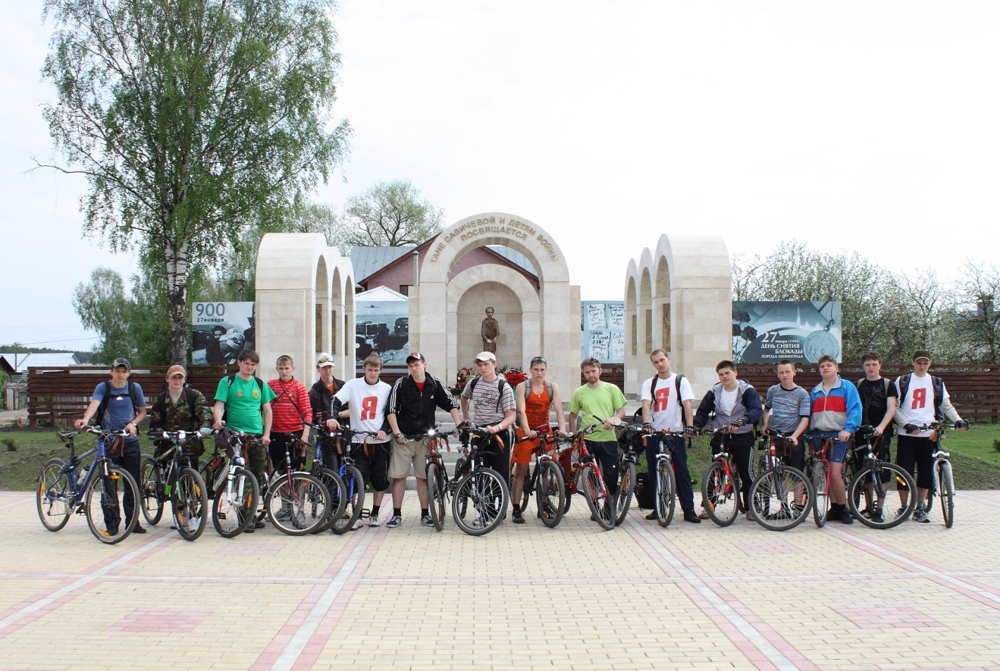 ТАНЕ САВИЧЕВОЙ И ДЕТЯМ ВОЙНЫ
ПОСВЯЩАЕТСЯ
900
27 января
27 января (1944)
ДЕНЬ СНЯТИЯ
БЛОКАДЫ
ГОРОДА ЛЕНИНГРАДА
Я
Я
Я